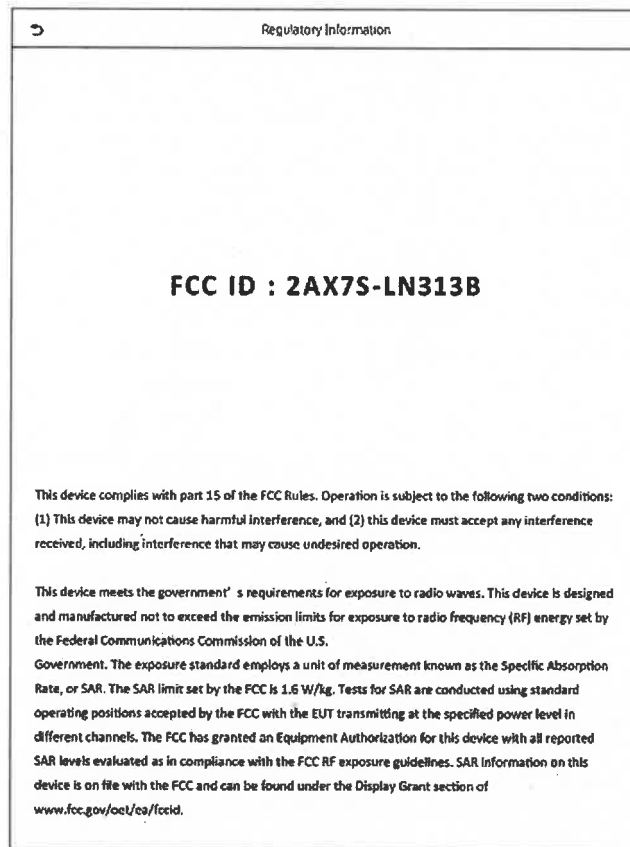 Regulatory Information
FCC ID : 2AX7S-LN313B
This device complies with part 15 of the FCC Rules. Operation is subject to the following two conditions:
(1) This device may not cause harmful interference, and (2) this device must accept any interference
received, including interference that may cause undesired operation.
This device meets the government' s requirements for exposure to radio waves. This device is designed
and manufactured not to exceed the emission limits for exposure to radio frequency (RF) energy set by
the Federal Communications Commission of the U.S.
Government. The exposure standard employs a unit of measurement known as the Specific Absorption
Rate, or SAR. The SAR limit set by the FCC is 1.6 W/kg. Tests for SAR are conducted using standard
operating positions accepted by the FCC with the EUT transmitting at the specified power level in
different channels. The FCC has granted an Equipment Authorization for this device with all reported
SAR levels evaluated as in compliance with the FCC RF exposure guidelines. SAR Information on this
device is on file with the FCC and can be found under the Display Grant section of
www.fcc.gov/oet/ea/fccid.